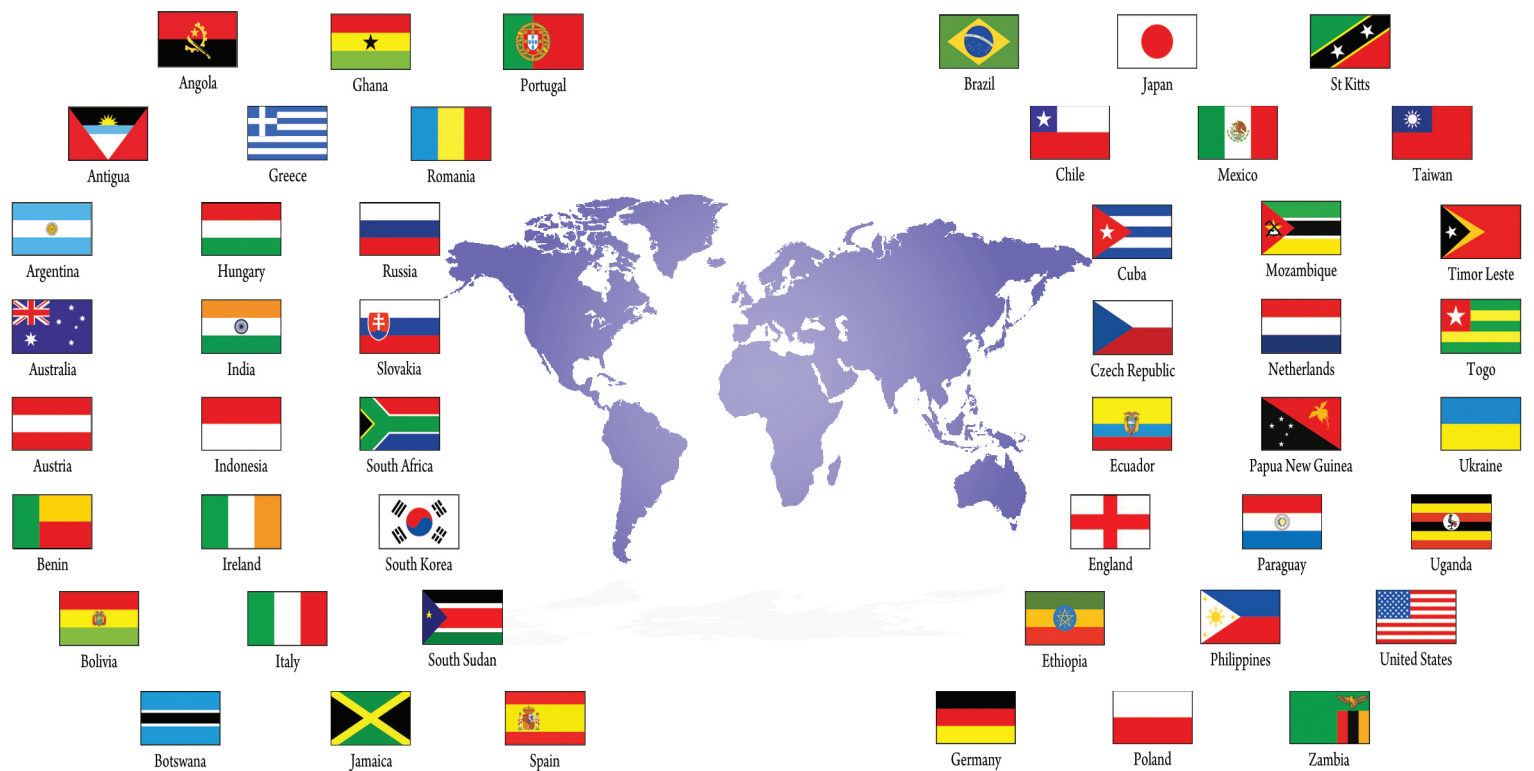 Angola
Ghana
Portugal
Brazil
Japan
St Kitts
Antigua
Greece
Romania
Chile
Mexico
Taiwan
Argentina
Hungary
Russia
Cuba
Mozambique
Timor Leste
Australia
India
Slovakia
Czech Republic
Netherlands
Togo
Austria
Indonesia
South Africa
Ecuador
Papua New Guinea
Ukraine
Benin
Ireland
South Korea
England
Paraguay
Uganda
Bolivia
Italy
South Sudan
Ethiopia
Philippines
United States
Botswana
Jamaica
Spain
Germany
Poland
Zambia